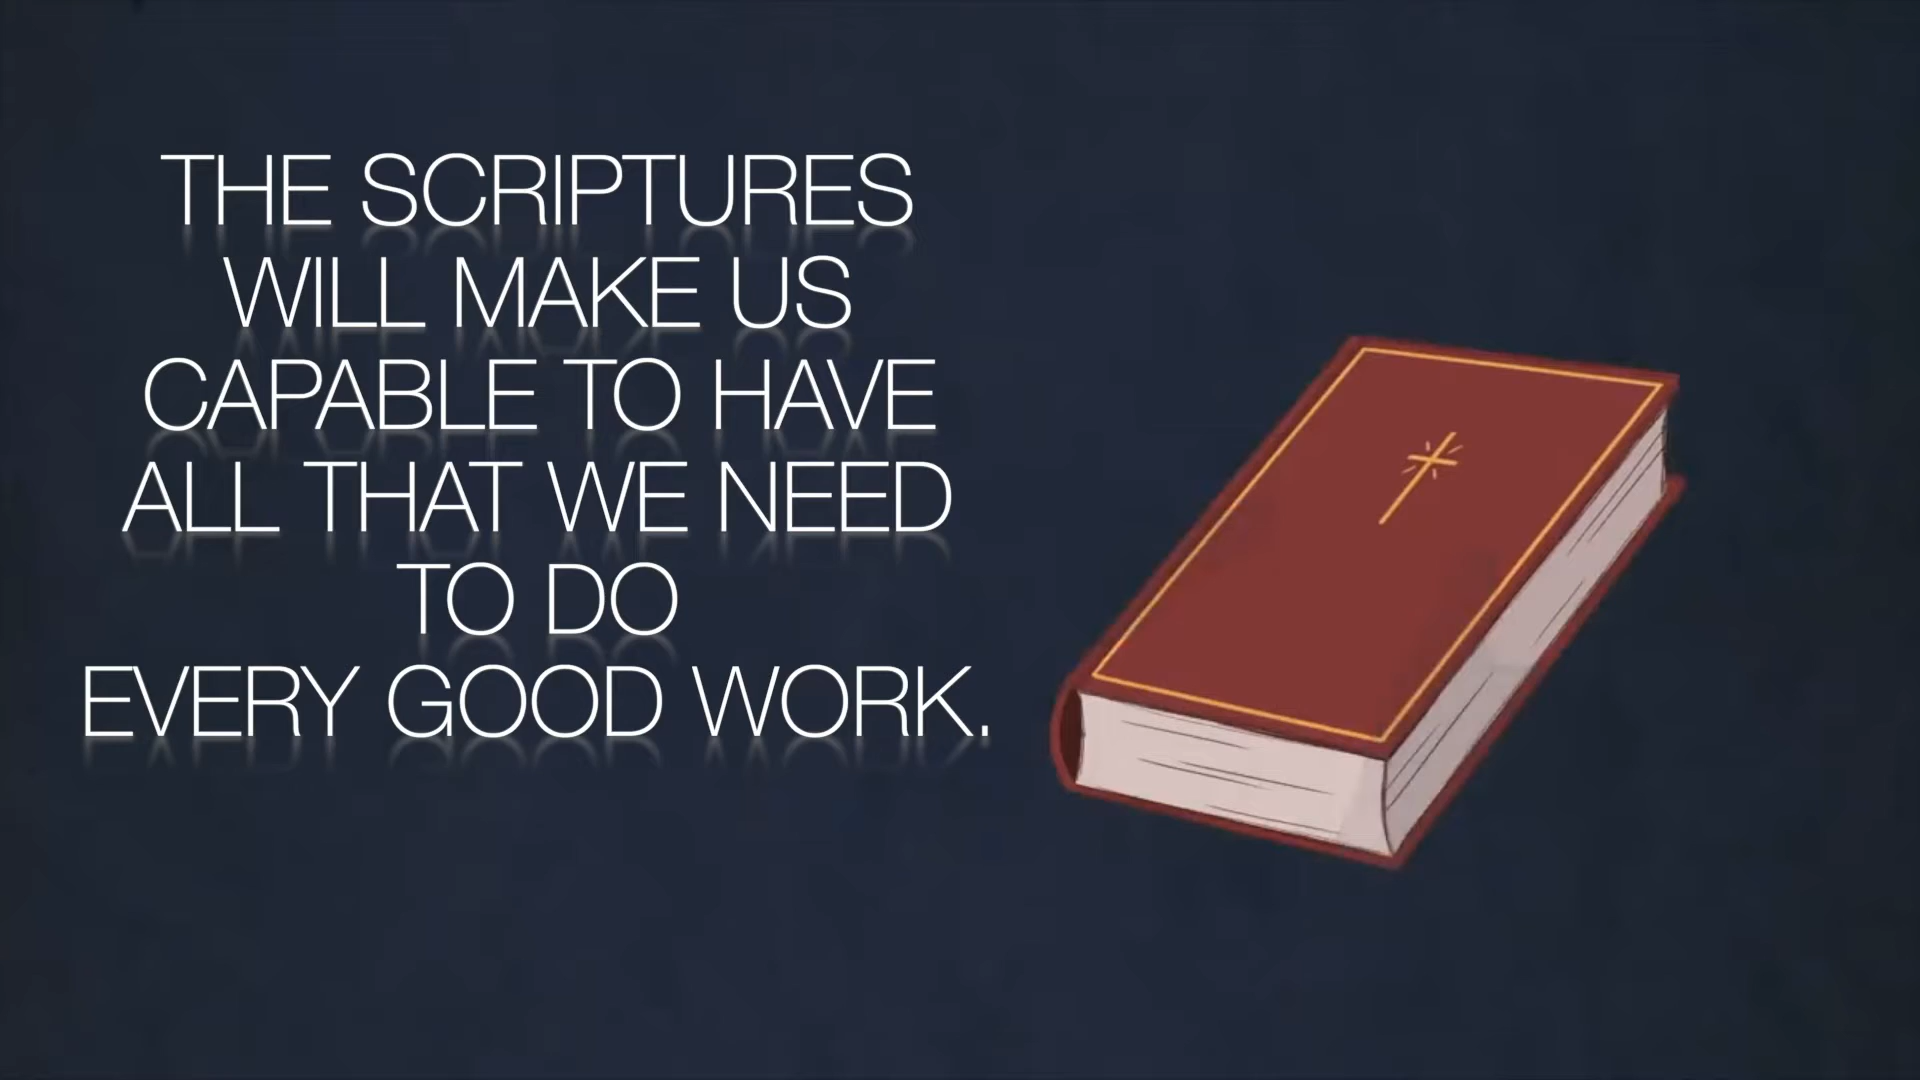 THE SCRIPTURES
WILL MAKE US
CAPABLE TO HAVE
ALL THAT WE NEED
TO DO
EVERY GOOD WORK.